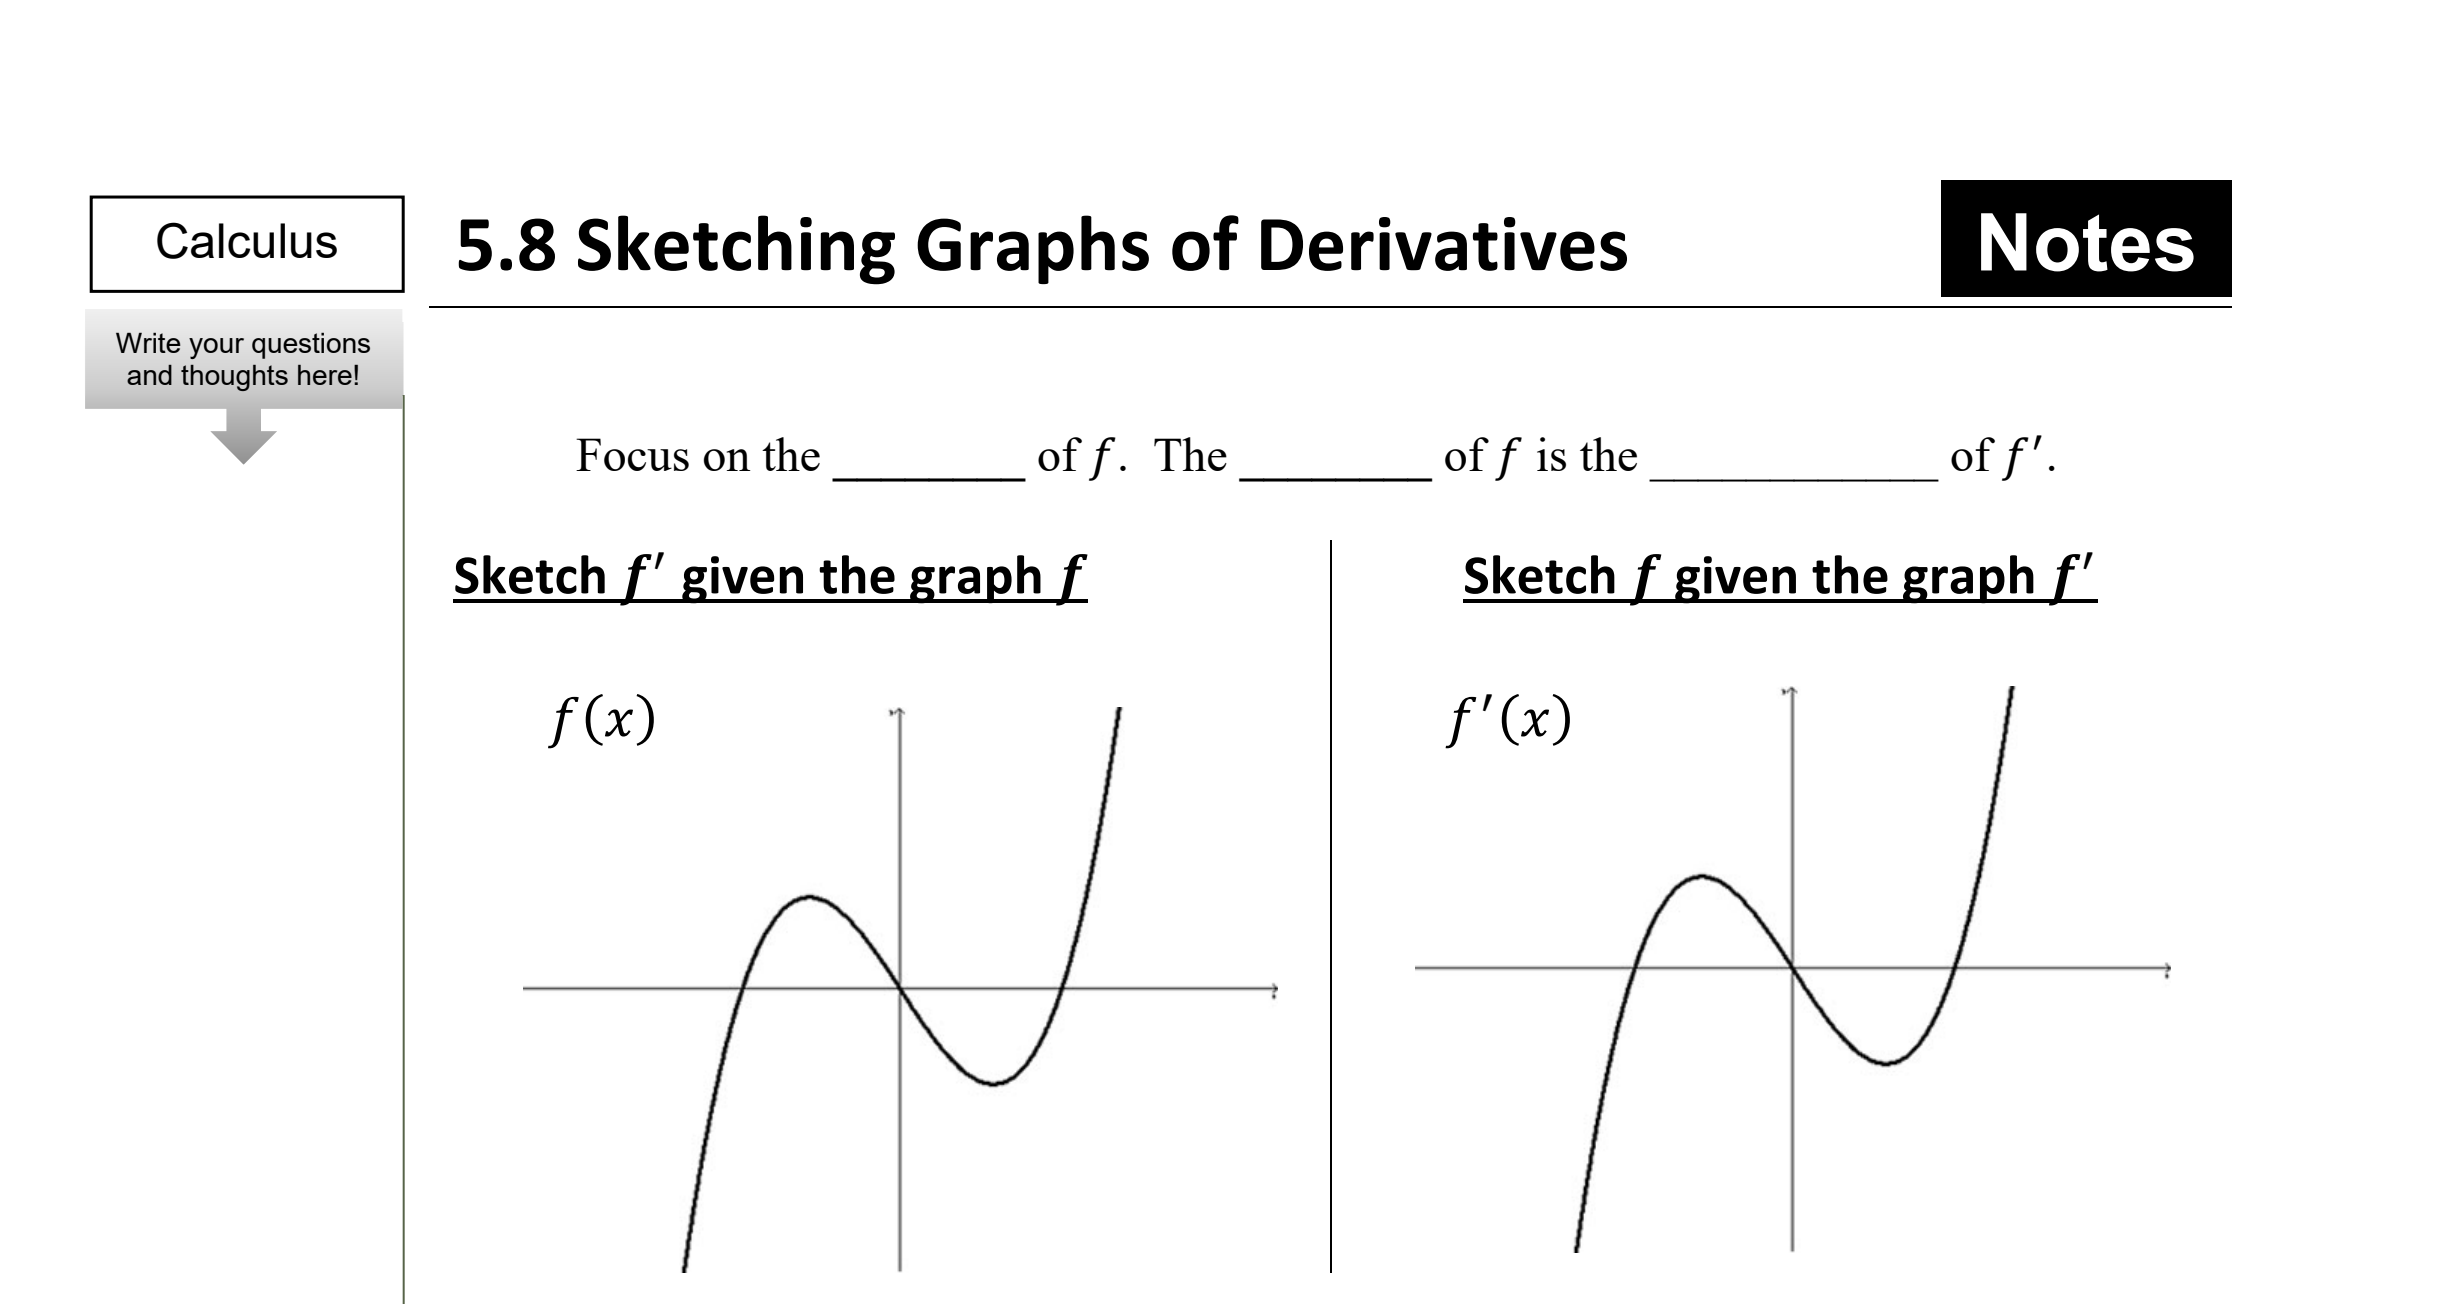 Calculus
5.8 Sketching Graphs of Derivatives
Notes
Write your questions
and thoughts here!
Focus on the ________ of f. The ________ of f is the ____________ of f′.
Sketch f′ given the graph f
Sketch f given the graph f′
f(x)
f′(x)